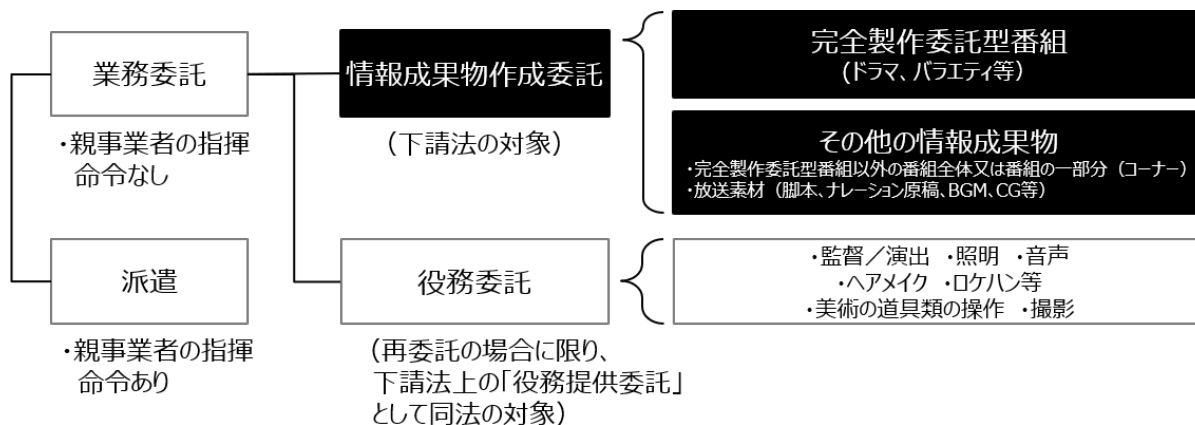 業務委託
・親事業者の指揮
命令なし
派遣
・親事業者の指揮
命令あり
情報成果物作成委託
（下請法の対象）
役務委託
（再委託の場合に限り、
下請法上の「役務提供委託」
として同法の対象）
完全製作委託型番組
（ドラマ、バラエティ等）
その他の情報成果物
・完全製作委託型番組以外の番組全体又は番組の一部分（コーナー）
・放送素材（脚本、ナレーション原稿、BGM、CG等）
・監督／演出 ・照明 ・音声
・ヘアメイク ・ロケハン等
・美術の道具類の操作 ・撮影